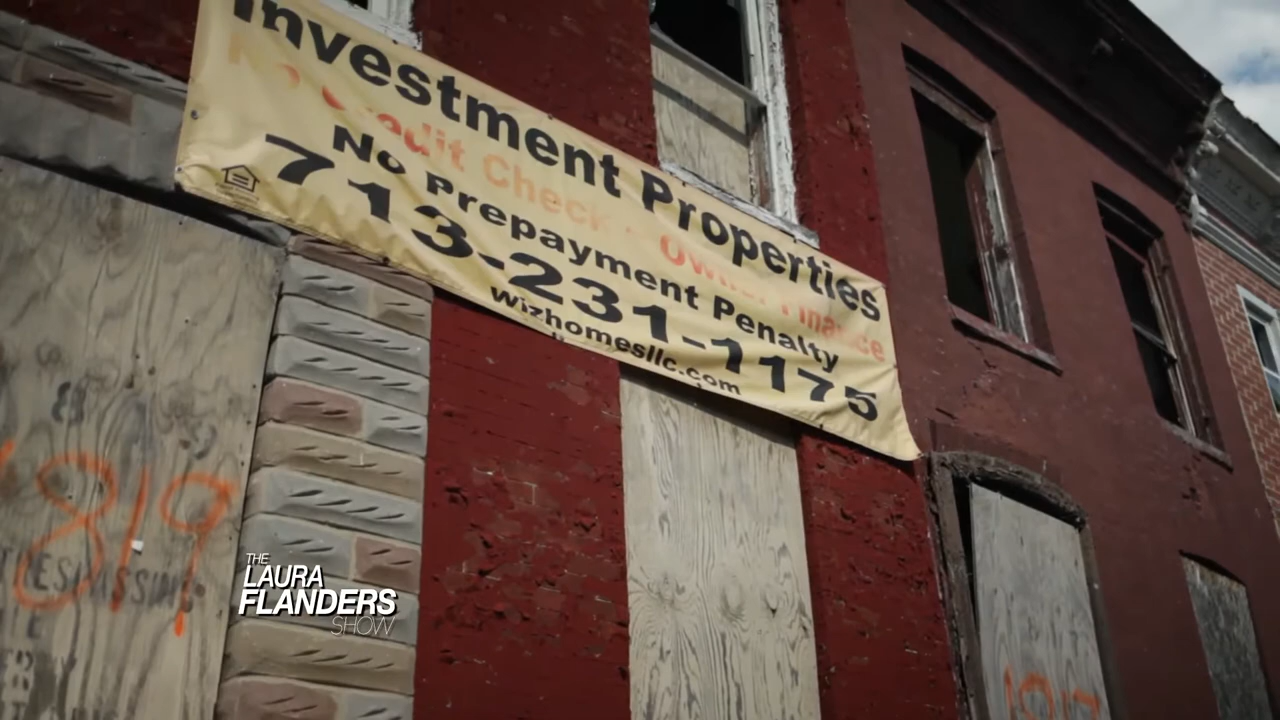 Investment Properties
No Credit Check - Owner Finance
No Prepayment Penalty
713-231-1175
wizhomesllc.com
819
THE
LAURA
FLANDERS
SHOW